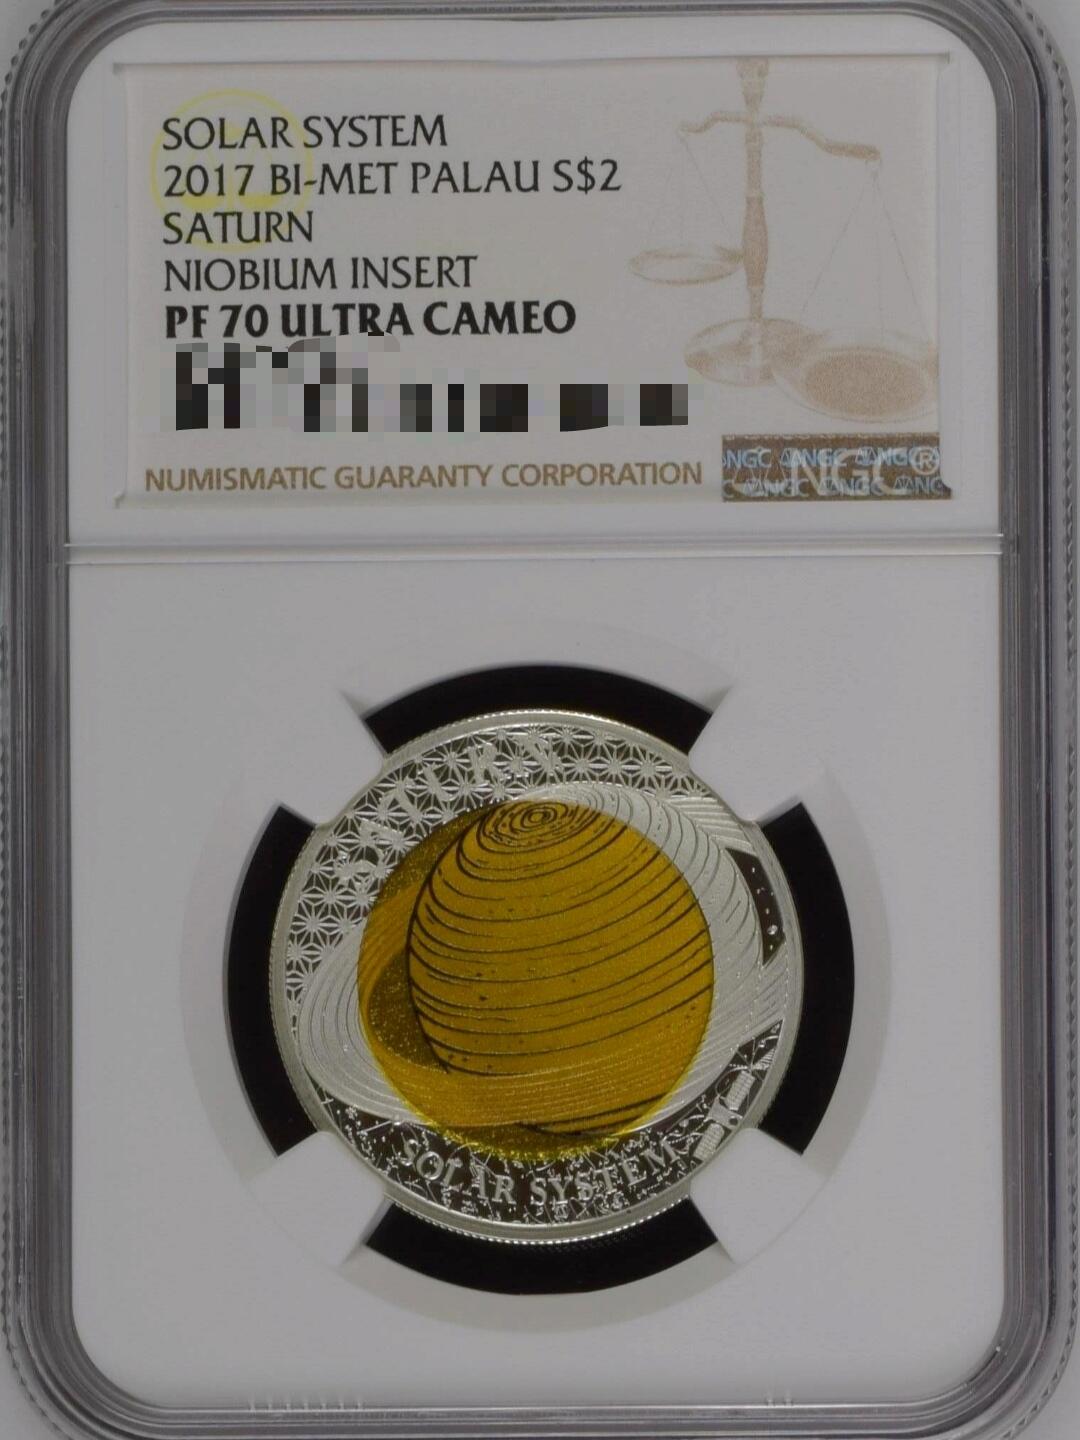 SOLAR SYSTEM
2017 BI-MET PALAU S$2
SATURN
NIOBIUM INSERT
PF 70 ULTRA CAMEO
NUMISMATIC GUARANTY CORPORATION
NGC®
SATURN
SOLAR SYSTEM